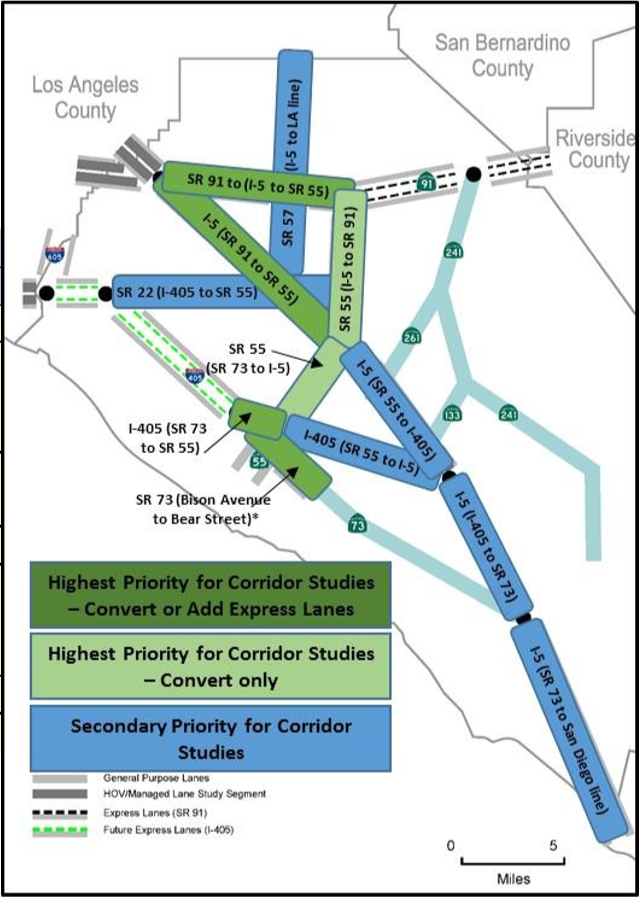 San Bernardino
County
Los Angeles
County
Riverside
County
SR 57 (I-5 to LA line)
SR 91 to (I-5 to SR 55)
91
I-5 (SR 91 to SR 55)
SR 55 (I-5 to SR 91)
241
605
SR 22 (I-405 to SR 55)
261
SR 55
(SR 73 to I-5)
405
I-5 (SR 55 to I-405)
133
241
I-405 (SR 73
to SR 55)
I-405 (SR 55 to I-5)
55
SR 73 (Bison Avenue
to Bear Street)*
73
I-5 (I-405 to SR 73)
I-5 (SR 73 to San Diego line)
Highest Priority for Corridor Studies
– Convert or Add Express Lanes
Highest Priority for Corridor Studies
– Convert only
Secondary Priority for Corridor
Studies
General Purpose Lanes
HOV/Managed Lane Study Segment
Express Lanes (SR 91)
Future Express Lanes (I-405)
0 5
Miles